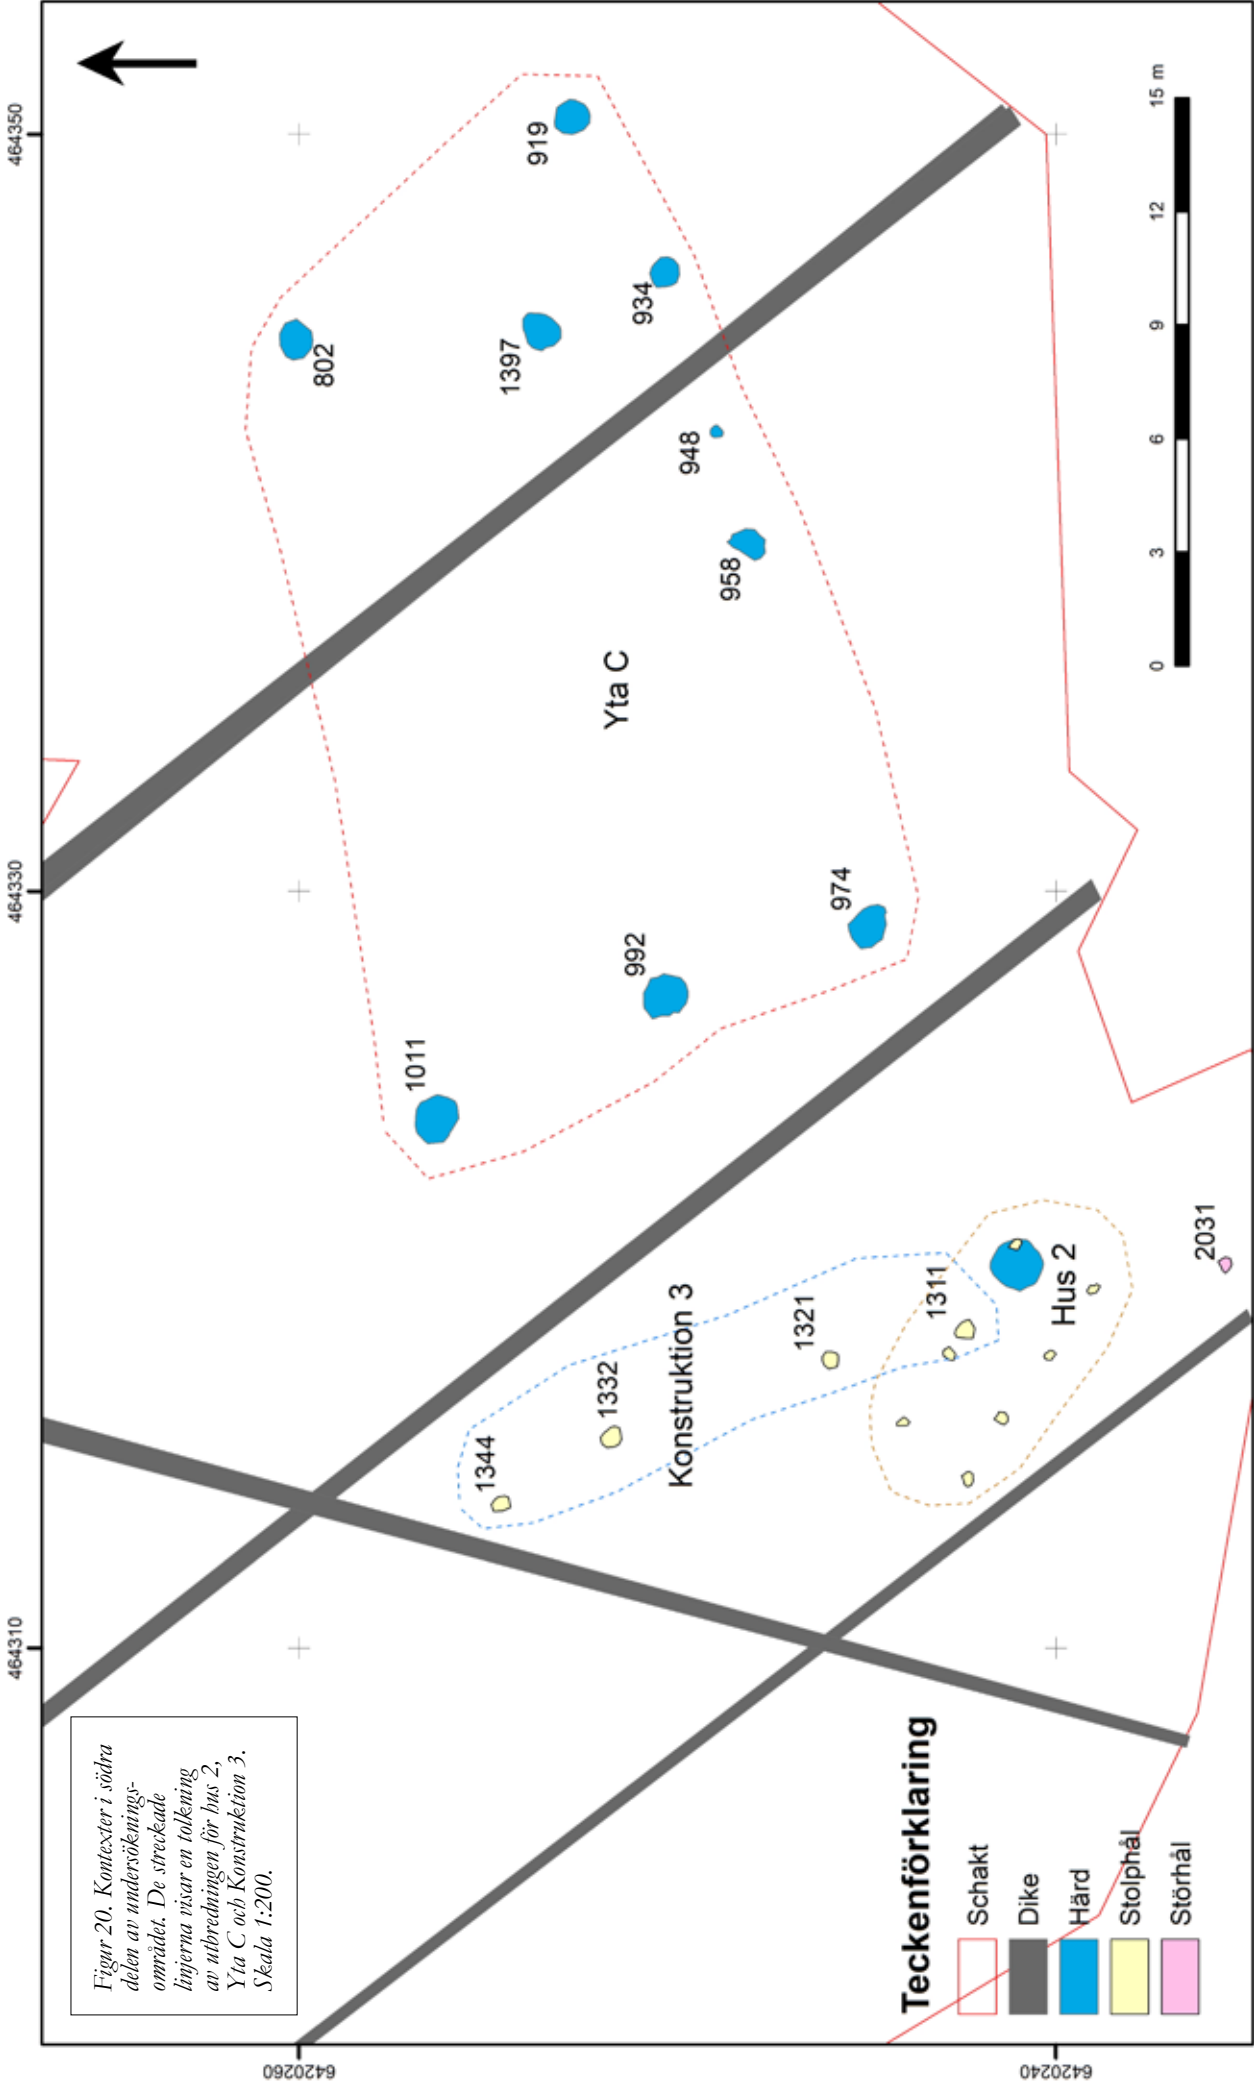 Figur 20. Kontexter i södra
delen av undersöknings-
området. De streckade
linjerna visar en tolkning
av utbredningen för hus 2,
Yta C och Konstruktion 3.
Skala 1:200.
464310
464330
464350
6420260
6420240
802
919
1397
934
948
958
Yta C
1011
992
974
1344
1332
Konstruktion 3
1321
1311
Hus 2
2031
Teckenförklaring
Schakt
Dike
Härd
Stolphål
Störhål
0 3 6 9 12 15 m